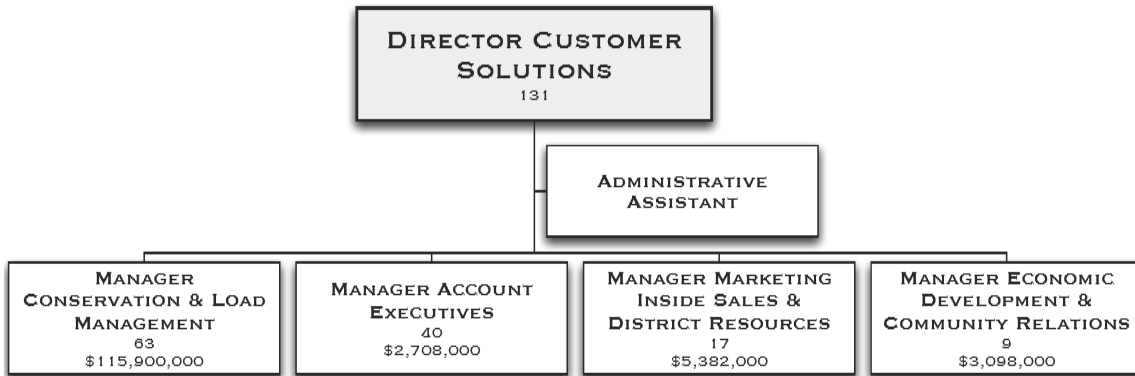 DIRECTOR CUSTOMER
SOLUTIONS
131
ADMINISTRATIVE
ASSISTANT
MANAGER
CONSERVATION & LOAD
MANAGEMENT
63
$115,900,000
MANAGER ACCOUNT
EXECUTIVES
40
$2,708,000
MANAGER MARKETING
INSIDE SALES &
DISTRICT RESOURCES
17
$5,382,000
MANAGER ECONOMIC
DEVELOPMENT &
COMMUNITY RELATIONS
9
$3,098,000